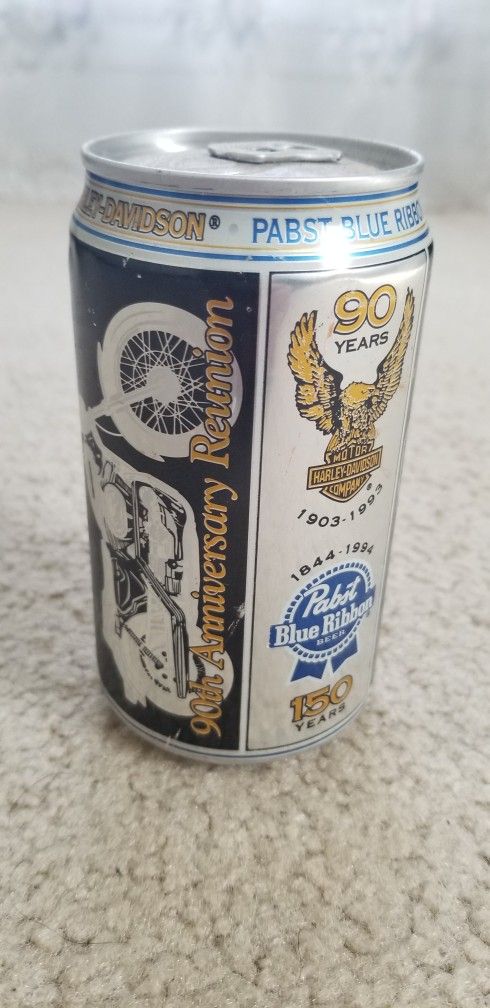 LEY-DAVIDSON® PABST BLUE RIBBO
90th Anniversary Reunion
90
YEARS
MOTOR
HARLEY-DAVIDSON
COMPANY ®
1903-1993
1844-1994
Pabst
Blue Ribbon
BEER
150
YEARS